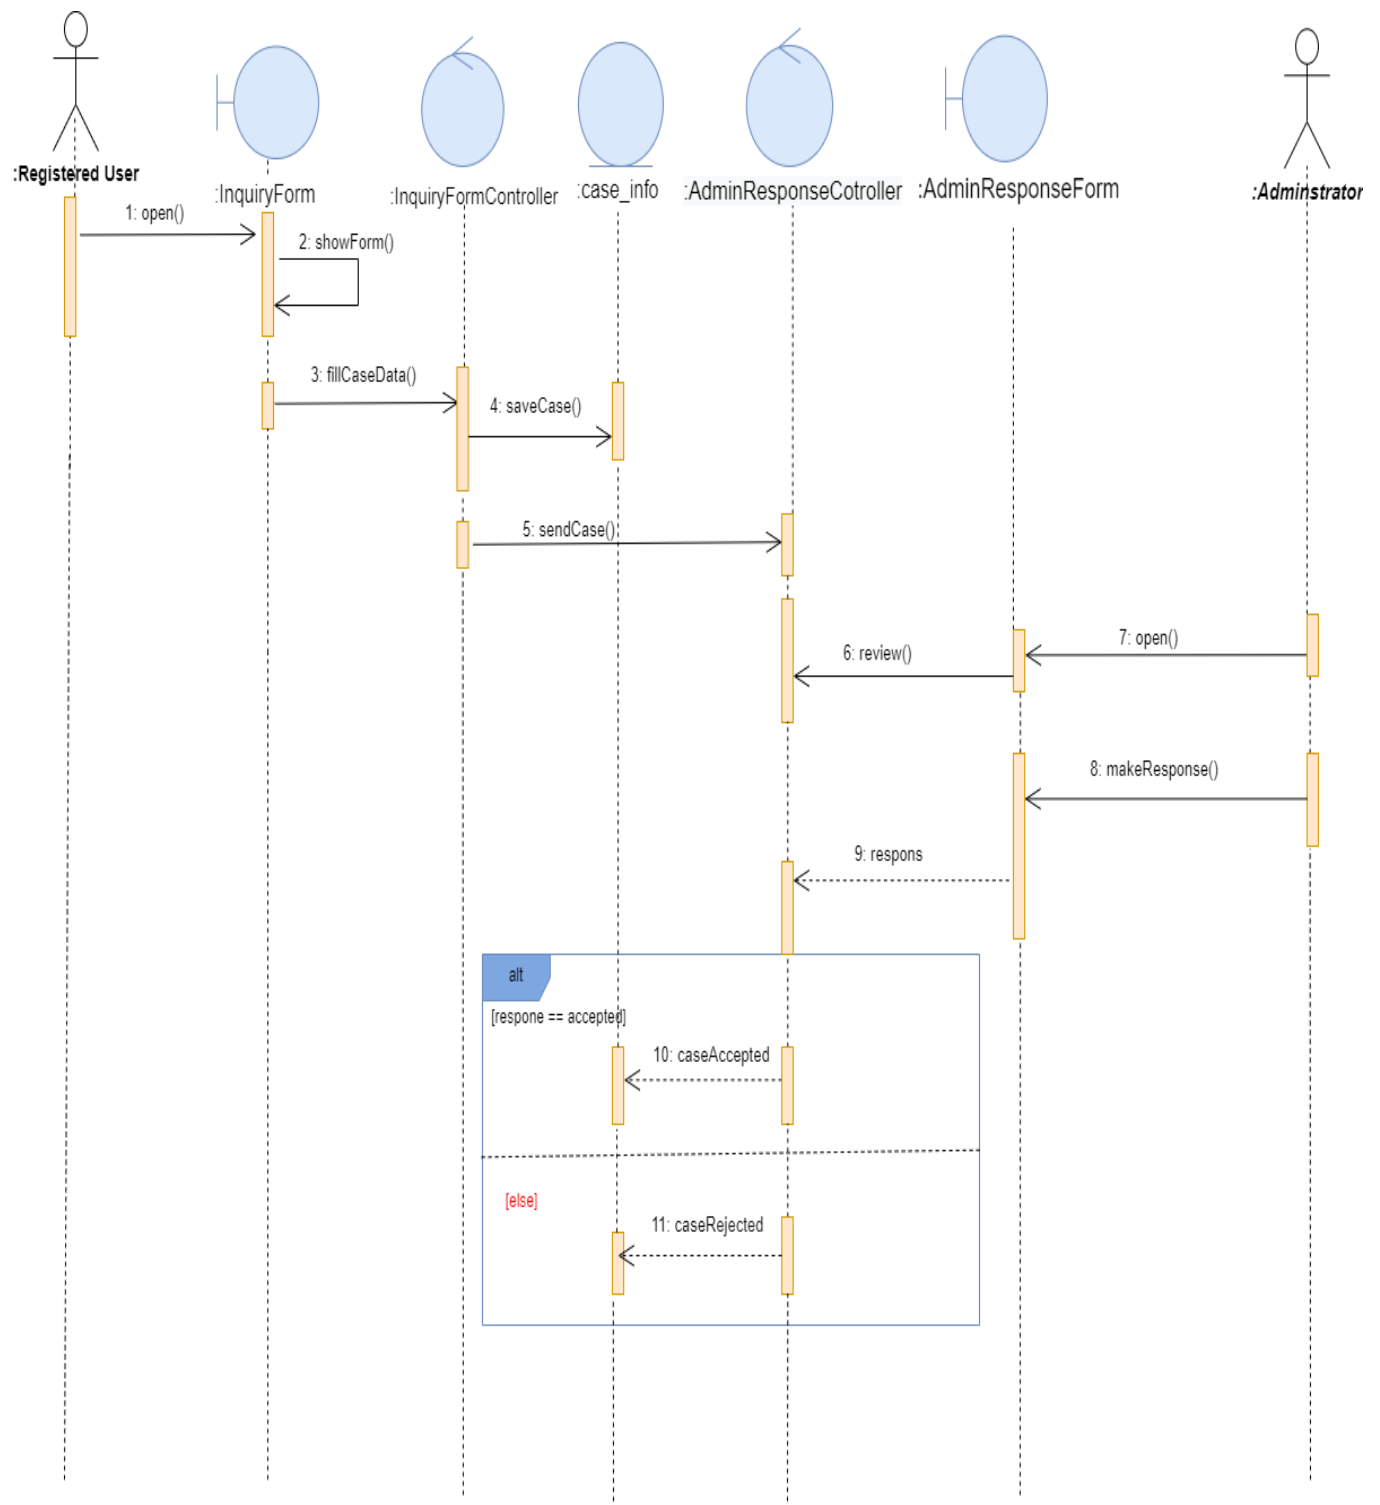 :Registered User
:InquiryForm
:InquiryFormComtroller
:case_info
:AdminResponseCotroller
:AdminResponseForm
:Adminstrator
1: open()
2: showForm()
3: fillCaseData()
4: saveCase()
5: sendCase()
6: review()
7: open()
8: makeResponse()
9: respons
alt
[respone == accepted]
10: caseAccepted
[else]
11: caseRejected